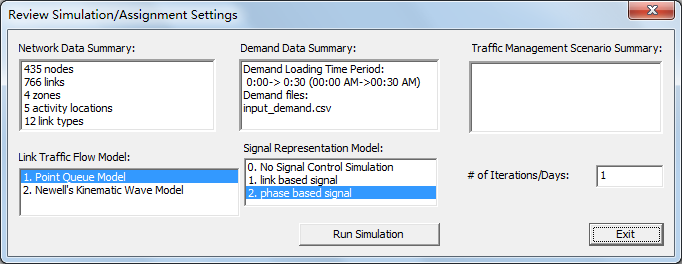 Review Simulation/Assignment Settings
Network Data Summary:
435 nodes
766 links
4 zones
5 activity locations
12 link types
Demand Data Summary:
Demand Loading Time Period:
0:00-> 0:30 (00:00 AM->00:30 AM)
Demand files:
input_demand.csv
Traffic Management Scenario Summary:
Link Traffic Flow Model:
1. Point Queue Model
2. Newell's Kinematic Wave Model
Signal Representation Model:
0. No Signal Control Simulation
1. link based signal
2. phase based signal
# of Iterations/Days:
1
Run Simulation
Exit